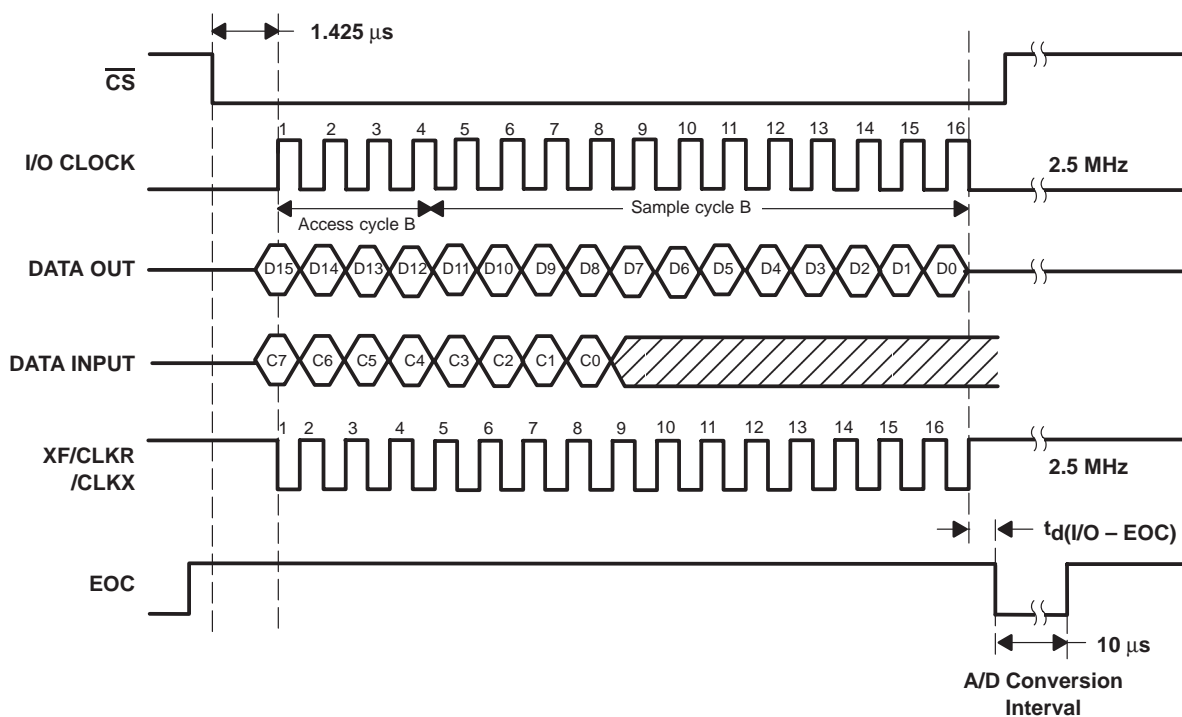 1.425 μs
CS
1 2 3 4 5 6 7 8 9 10 11 12 13 14 15 16
I/O CLOCK
2.5 MHz
Access cycle B
Sample cycle B
DATA OUT
D15 D14 D13 D12 D11 D10 D9 D8 D7 D6 D5 D4 D3 D2 D1 D0
DATA INPUT
C7 C6 C5 C4 C3 C2 C1 C0
1 2 3 4 5 6 7 8 9 10 11 12 13 14 15 16
XF/CLKR
/CLKX
2.5 MHz
td(I/O – EOC)
EOC
10 μs
A/D Conversion
Interval